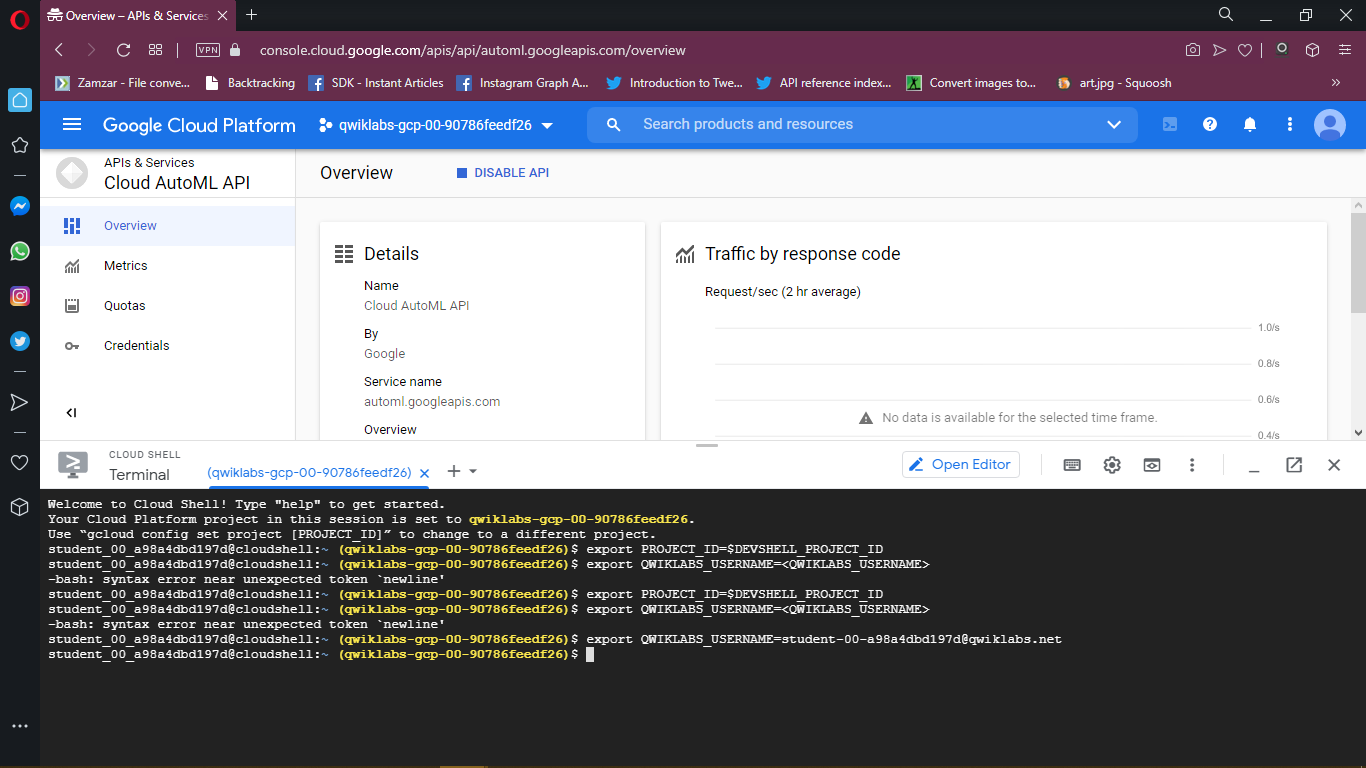 Overview – APIs & Services
VPN
console.cloud.google.com/apis/api/automl.googleapis.com/overview
Zamzar - File conve...
Backtracking
SDK - Instant Articles
Instagram Graph A...
Introduction to Twe...
API reference index...
Convert images to...
art.jpg - Squoosh
»
Google Cloud Platform
qwiklabs-gcp-00-90786feedf26
Search products and resources
APIs & Services
Cloud AutoML API
Overview
DISABLE API
Overview
Metrics
Quotas
Credentials
Details
Name
Cloud AutoML API
By
Google
Service name
automl.googleapis.com
Overview
Traffic by response code
Request/sec (2 hr average)
1.0/s
0.8/s
0.6/s
No data is available for the selected time frame.
0.4/s
CLOUD SHELL
Terminal
(qwiklabs-gcp-00-90786feedf26)
Open Editor
Welcome to Cloud Shell! Type "help" to get started.
Your Cloud Platform project in this session is set to qwiklabs-gcp-00-90786feedf26.
Use “gcloud config set project [PROJECT_ID]” to change to a different project.
student_00_a98a4dbd197d@cloudshell:~ (qwiklabs-gcp-00-90786feedf26)$ export PROJECT_ID=$DEVSHELL_PROJECT_ID
student_00_a98a4dbd197d@cloudshell:~ (qwiklabs-gcp-00-90786feedf26)$ export QWIKLABS_USERNAME=<QWIKLABS_USERNAME>
-bash: syntax error near unexpected token `newline'
student_00_a98a4dbd197d@cloudshell:~ (qwiklabs-gcp-00-90786feedf26)$ export PROJECT_ID=$DEVSHELL_PROJECT_ID
student_00_a98a4dbd197d@cloudshell:~ (qwiklabs-gcp-00-90786feedf26)$ export QWIKLABS_USERNAME=<QWIKLABS_USERNAME>
-bash: syntax error near unexpected token `newline'
student_00_a98a4dbd197d@cloudshell:~ (qwiklabs-gcp-00-90786feedf26)$ export QWIKLABS_USERNAME=student-00-a98a4dbd197d@qwiklabs.net
student_00_a98a4dbd197d@cloudshell:~ (qwiklabs-gcp-00-90786feedf26)$